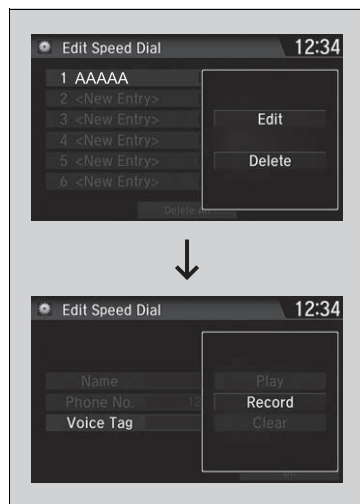 Edit Speed Dial 12:34
1 AAAAA
2 <New Entry>
3 <New Entry>
4 <New Entry>
5 <New Entry>
6 <New Entry>
Edit
Delete
Delete All
Edit Speed Dial 12:34
Name
Phone No. 12
Voice Tag
Play
Record
Clear